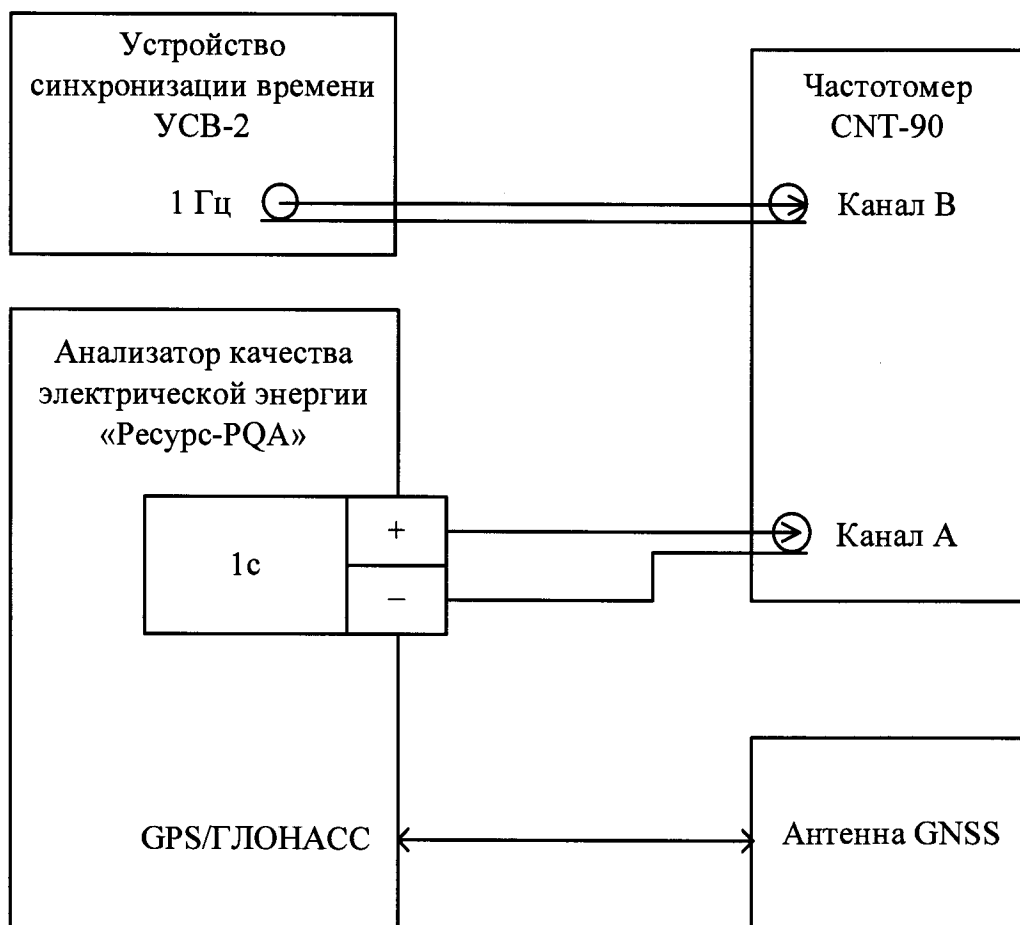 Устройство
синхронизации времени
УСВ-2
1 Гц
Частотомер
CNT-90
Канал В
Анализатор качества
электрической энергии
«Ресурс-PQA»
1с
+
–
Канал А
GPS/ГЛОНАСС
Антенна GNSS